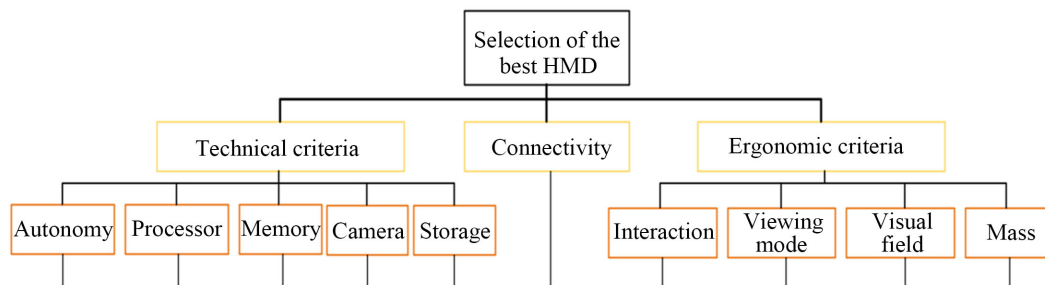 Selection of the
best HMD
Technical criteria
Connectivity
Ergonomic criteria
Autonomy
Processor
Memory
Camera
Storage
Interaction
Viewing
mode
Visual
field
Mass